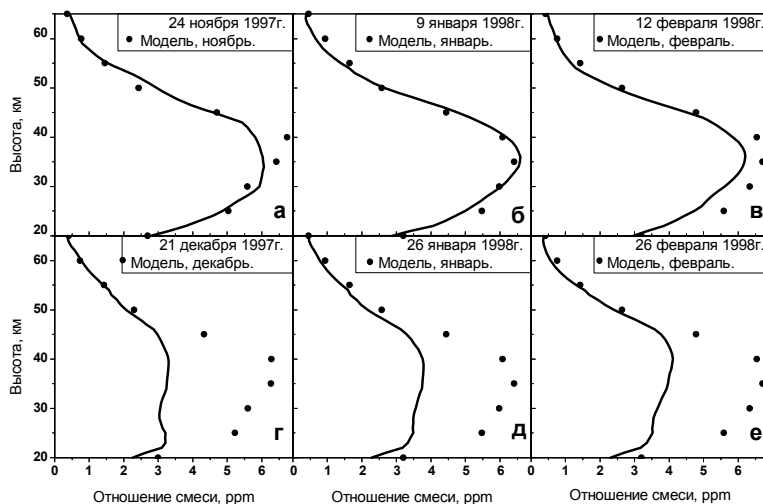 24 ноября 1997г.
Модель, ноябрь.
9 января 1998г.
Модель, январь.
12 февраля 1998г.
Модель, февраль.
Высота, км
60
50
40
30
20
а
б
в
21 декабря 1997г.
Модель, декабрь.
26 января 1998г.
Модель, январь.
26 февраля 1998г.
Модель, февраль.
Высота, км
60
50
40
30
20
г
д
е
0 1 2 3 4 5 6 0 1 2 3 4 5 6 0 1 2 3 4 5 6
Отношение смеси, ppm
Отношение смеси, ppm
Отношение смеси, ppm